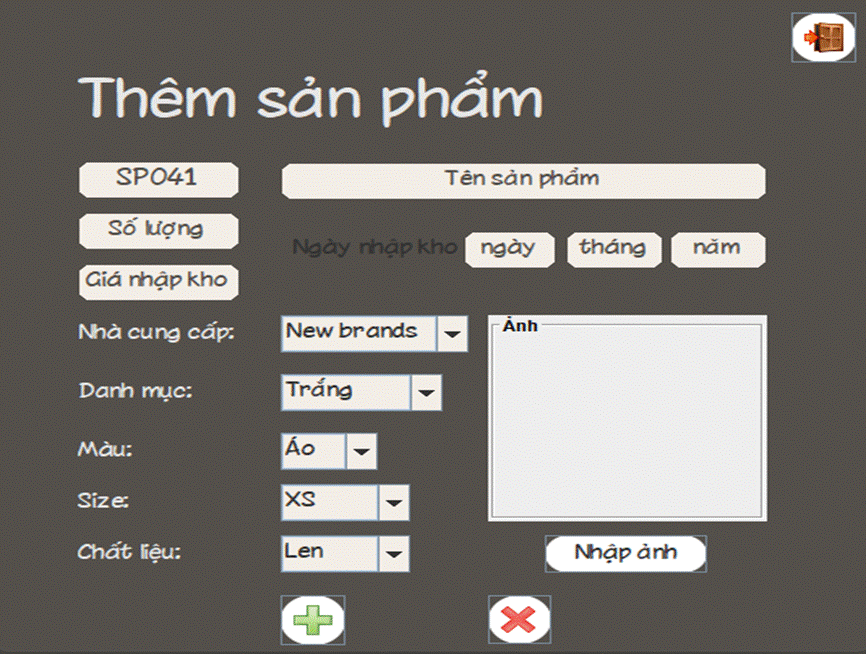 Thêm sản phẩm
SP041
Tên sản phẩm
Số lượng
Ngày nhập kho ngày tháng năm
Giá nhập kho
Nhà cung cấp: New brands
Ảnh
Danh mục: Trắng
Màu: Áo
Size: XS
Chất liệu: Len
Nhập ảnh